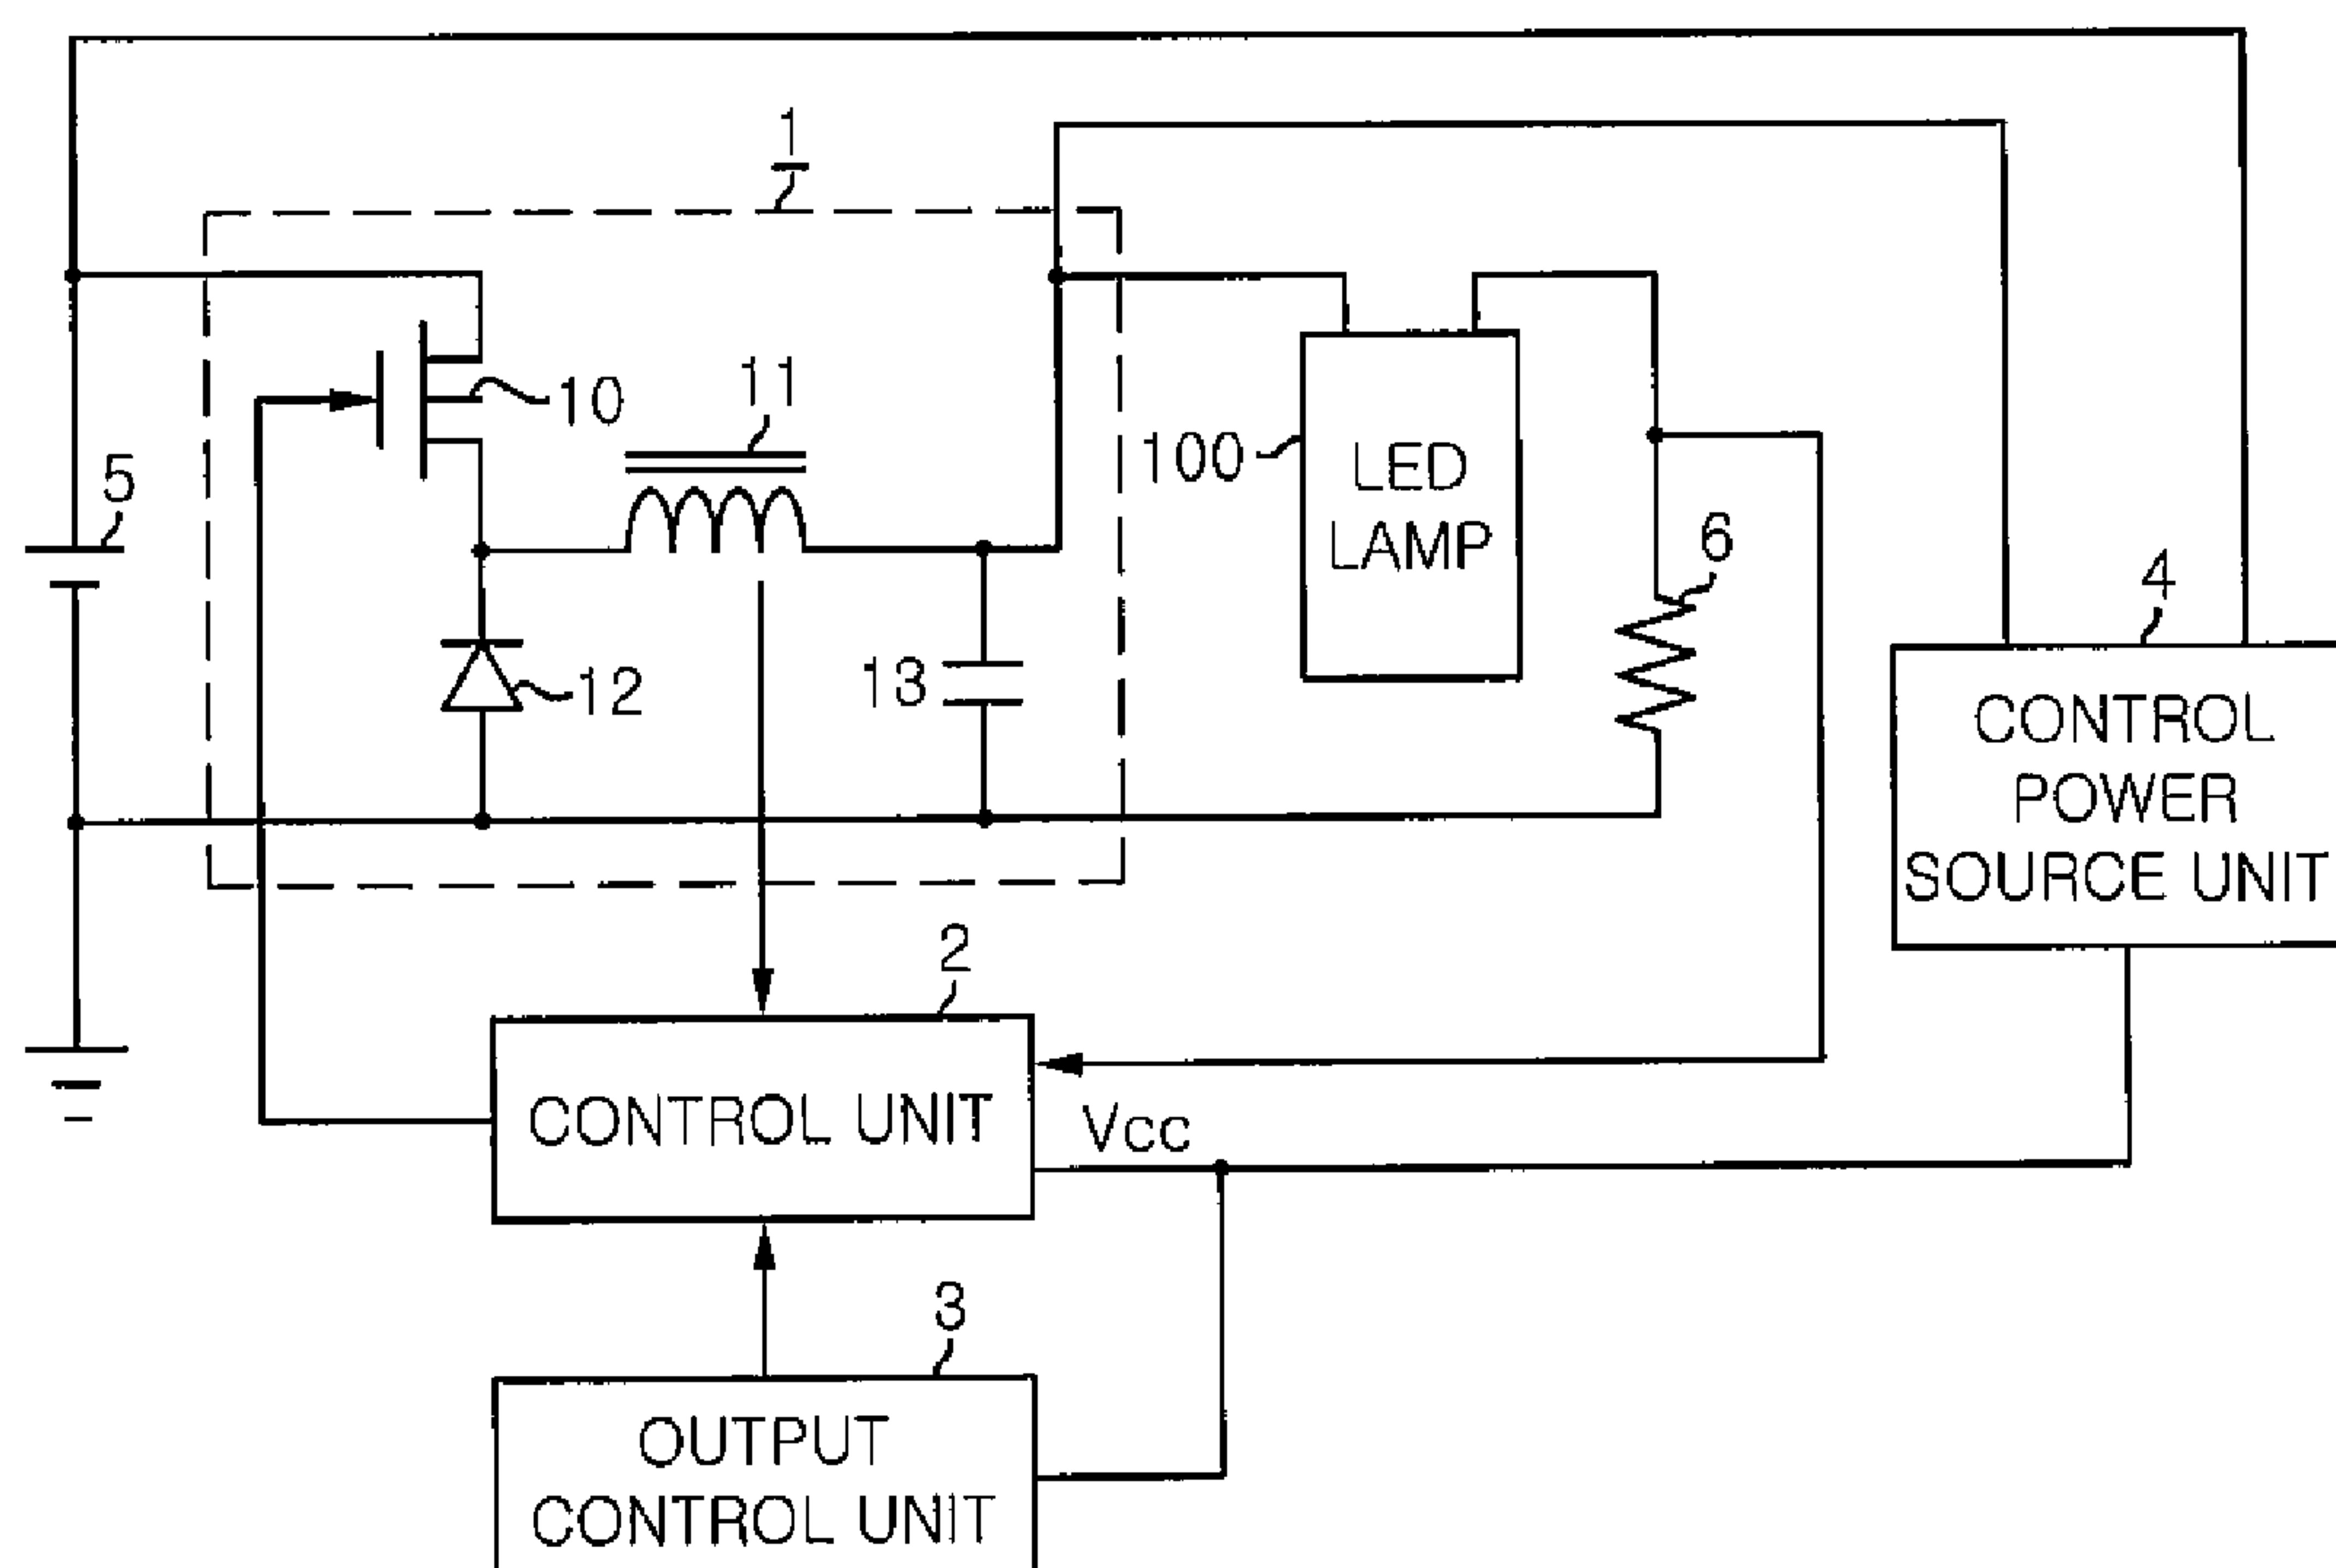 1
11
10
5
100
LED
LAMP
6
4
12
13
CONTROL
POWER
SOURCE UNIT
2
CONTROL UNIT
Vcc
3
OUTPUT
CONTROL UNIT